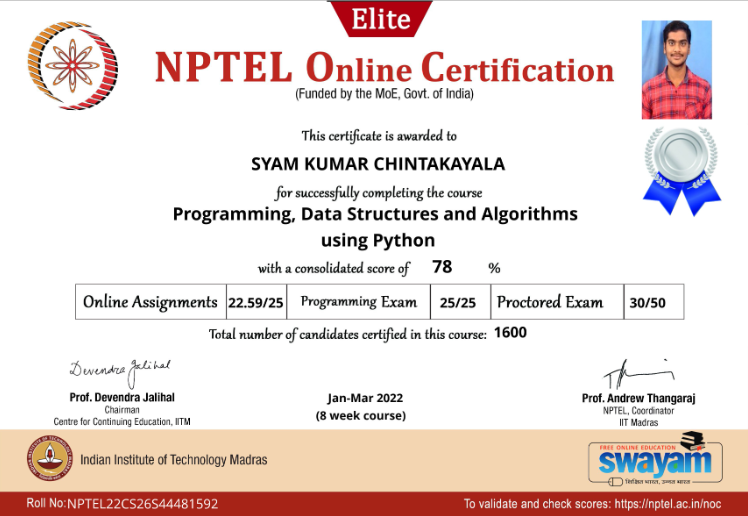 Elite
NPTEL Online Certification
(Funded by the MoE, Govt. of India)
This certificate is awarded to
SYAM KUMAR CHINTAKAYALA
for successfully completing the course
Programming, Data Structures and Algorithms
using Python
with a consolidated score of 78 %
Online Assignments 22.59/25 Programming Exam 25/25 Proctored Exam 30/50
Total number of candidates certified in this course: 1600
Devendra Jalihal
Prof. Devendra Jalihal
Chairman
Centre for Continuing Education, IITM
Jan-Mar 2022
(8 week course)
Prof. Andrew Thangaraj
NPTEL, Coordinator
IIT Madras
Indian Institute of Technology Madras
FREE ONLINE EDUCATION
swayam
शिक्षित भारत, उन्नत भारत
Roll No:NPTEL22CS26S44481592
To validate and check scores: https://nptel.ac.in/noc